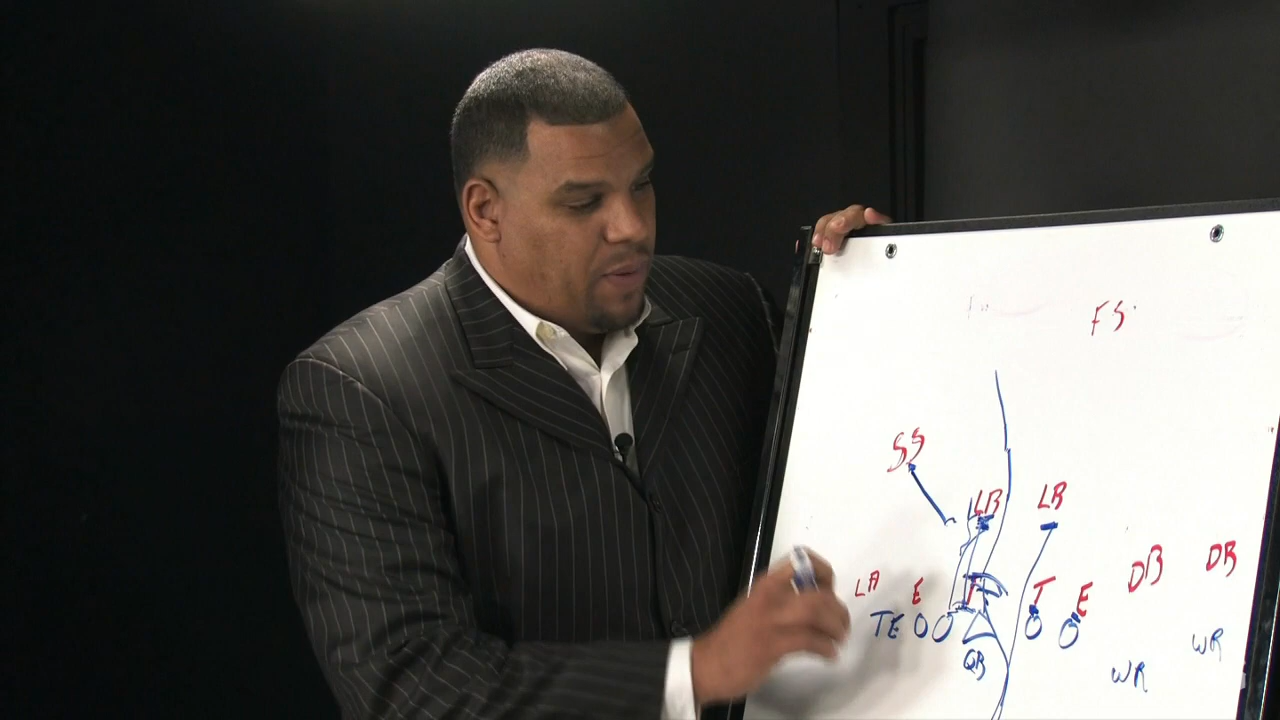 FS
SS
LB LB
DB DB
LB E T T E
TE
QB WR WR